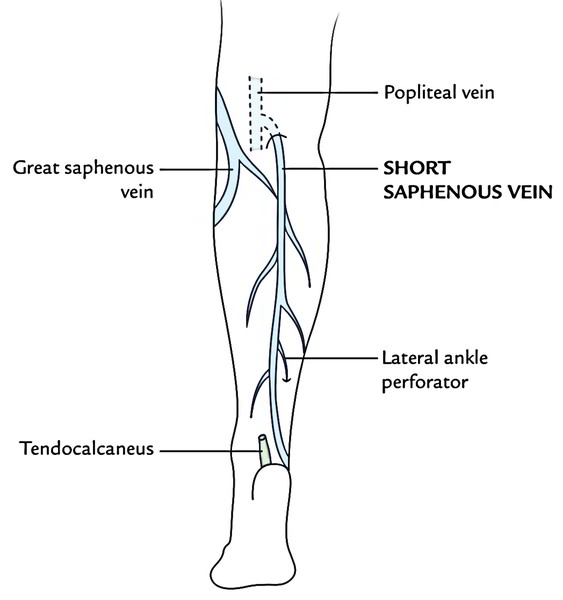 Popliteal vein
Great saphenous
vein
SHORT
SAPHENOUS VEIN
Lateral ankle
perforator
Tendocalcaneus